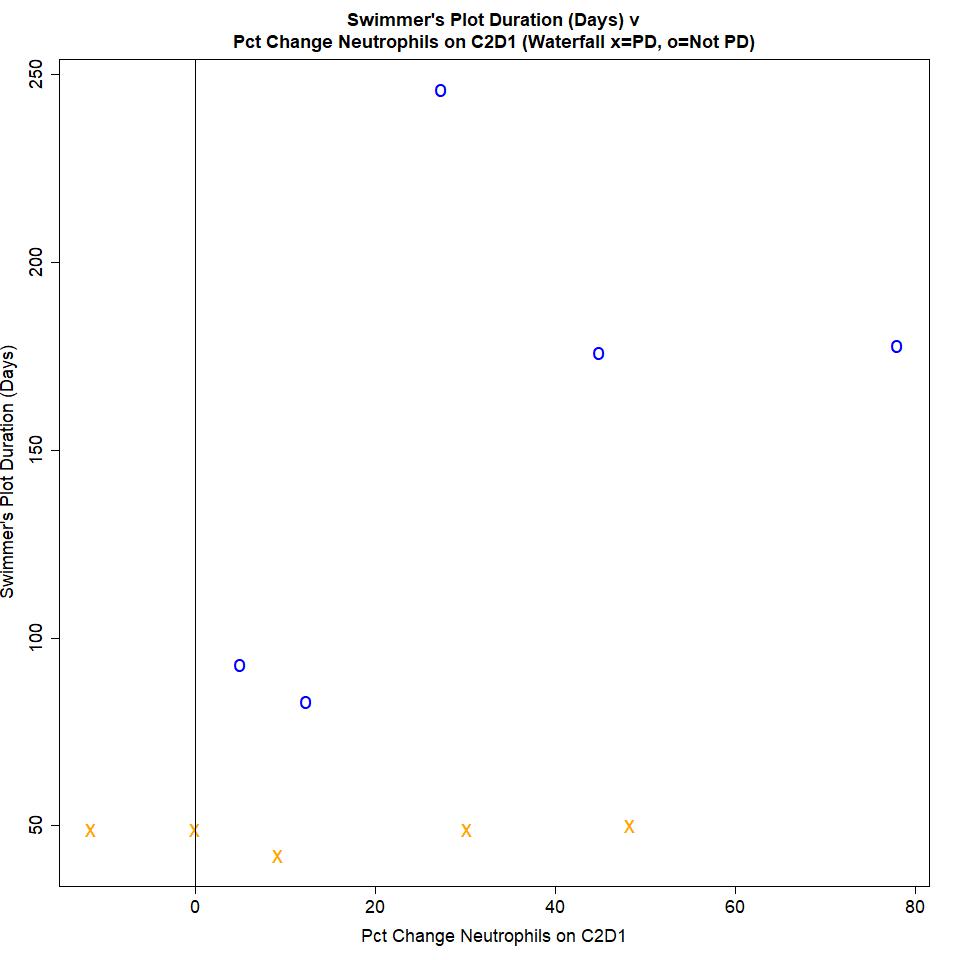 Swimmer's Plot Duration (Days) v
Pct Change Neutrophils on C2D1 (Waterfall x=PD, o=Not PD)
Swimmer's Plot Duration (Days)
250
200
150
100
50
O
O
O
O
O
X
X
X
X
X
0
20
40
60
80
Pct Change Neutrophils on C2D1